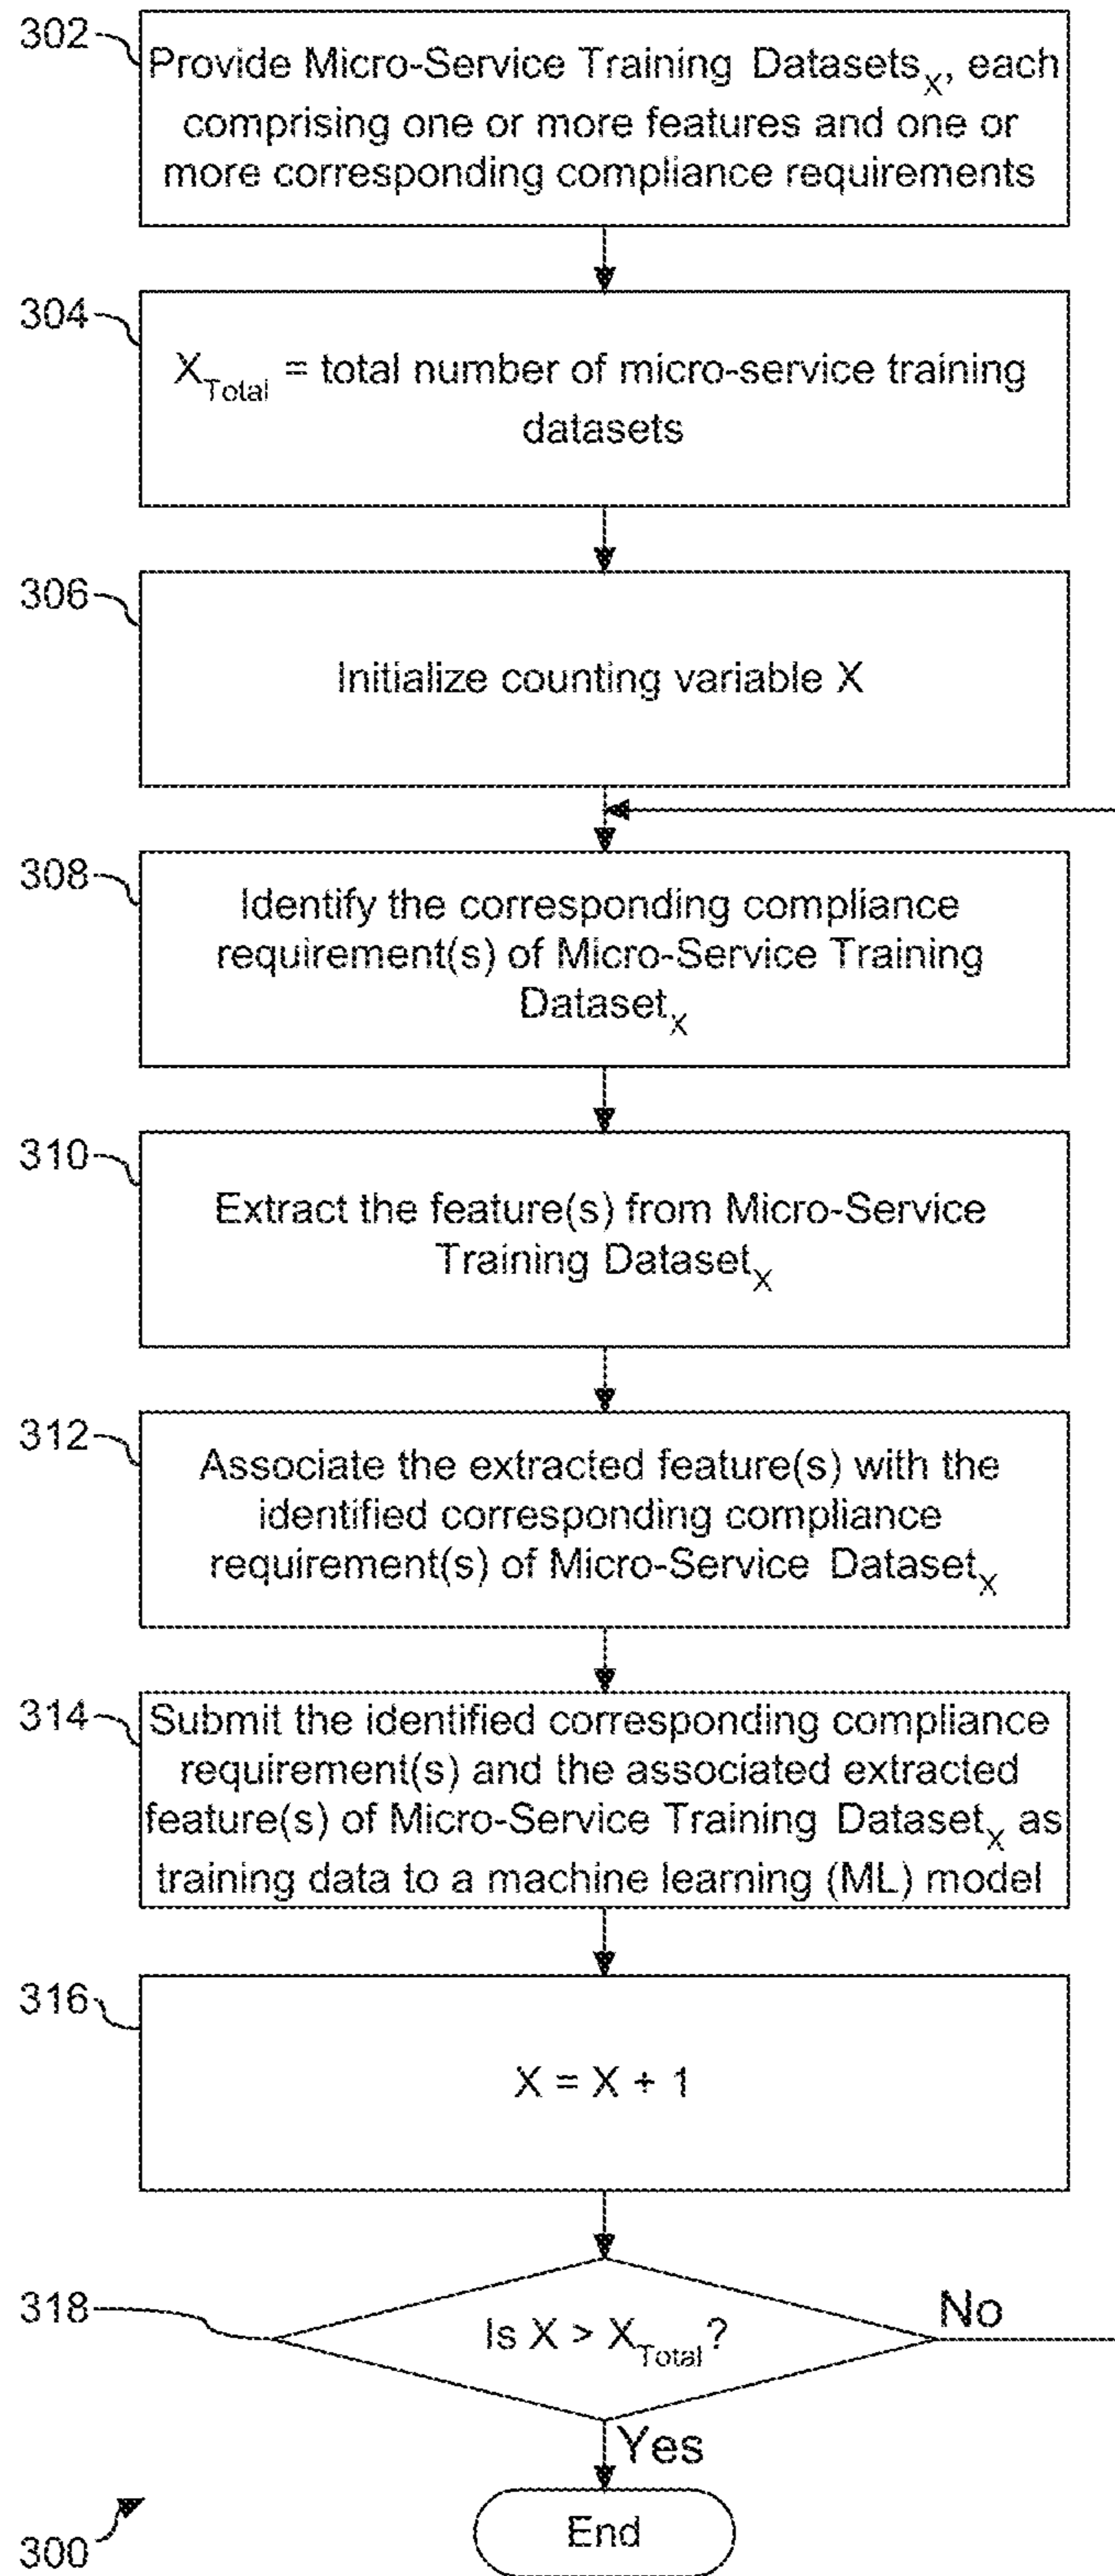 302
Provide Micro-Service Training Datasets_X, each
comprising one or more features and one or
more corresponding compliance requirements
304
X_Total = total number of micro-service training
datasets
306
Initialize counting variable X
308
Identify the corresponding compliance
requirement(s) of Micro-Service Training
Dataset_X
310
Extract the feature(s) from Micro-Service
Training Dataset_X
312
Associate the extracted feature(s) with the
identified corresponding compliance
requirement(s) of Micro-Service Dataset_X
314
Submit the identified corresponding compliance
requirement(s) and the associated extracted
feature(s) of Micro-Service Training Dataset_X as
training data to a machine learning (ML) model
316
X = X + 1
318
Is X > X_Total?
No
Yes
End
300